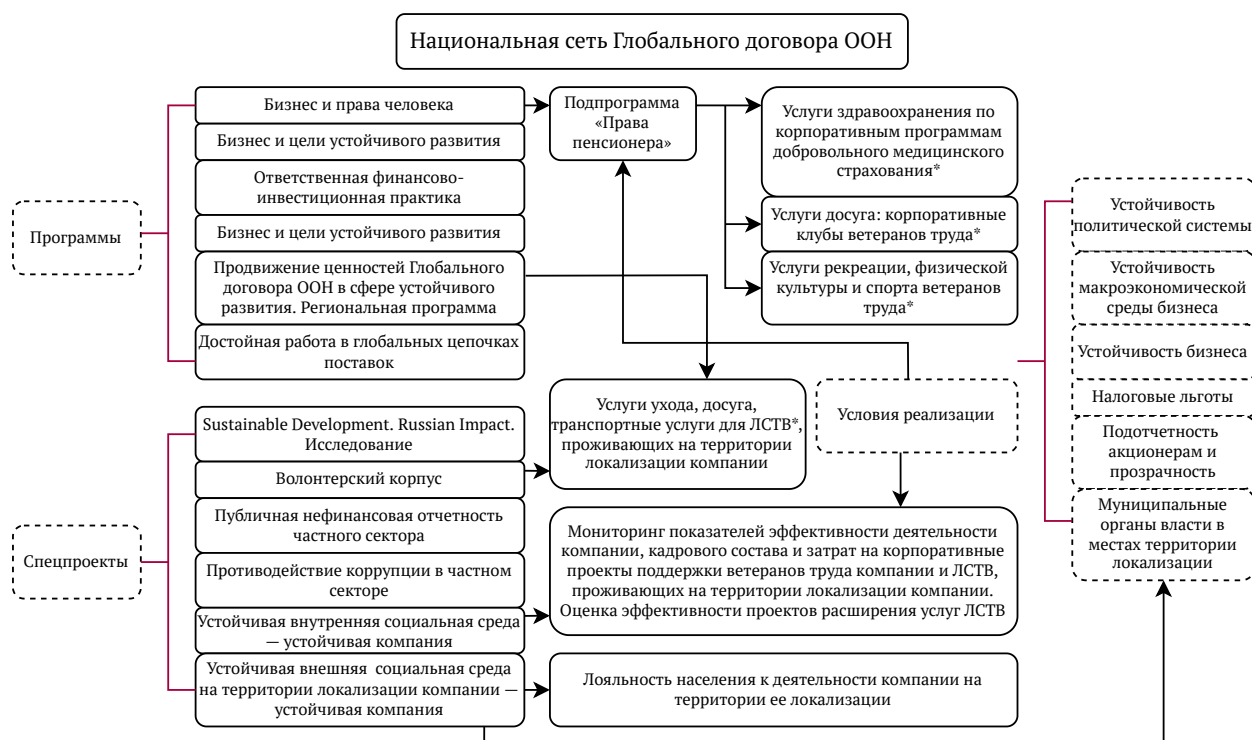 Национальная сеть Глобального договора ООН
Программы
Бизнес и права человека
Бизнес и цели устойчивого развития
Ответственная финансово-
инвестиционная практика
Бизнес и цели устойчивого развития
Продвижение ценностей Глобального
договора ООН в сфере устойчивого
развития. Региональная программа
Достойная работа в глобальных цепочках
поставок
Подпрограмма
«Права
пенсионера»
Услуги здравоохранения по
корпоративным программам
добровольного медицинского
страхования*
Услуги досуга: корпоративные
клубы ветеранов труда*
Услуги рекреации, физической
культуры и спорта ветеранов
труда*
Спецпроекты
Sustainable Development. Russian Impact.
Исследование
Волонтерский корпус
Публичная нефинансовая отчетность
частного сектора
Противодействие коррупции в частном
секторе
Устойчивая внутренняя социальная среда
— устойчивая компания
Устойчивая внешняя социальная среда
на территории локализации компании —
устойчивая компания
Услуги ухода, досуга,
транспортные услуги для ЛСТВ*,
проживающих на территории
локализации компании
Условия реализации
Мониторинг показателей эффективности деятельности
компании, кадрового состава и затрат на корпоративные
проекты поддержки ветеранов труда компании и ЛСТВ,
проживающих на территории локализации компании.
Оценка эффективности проектов расширения услуг ЛСТВ
Лояльность населения к деятельности компании на
территории ее локализации
Устойчивость
политической системы
Устойчивость
макроэкономической
среды бизнеса
Устойчивость бизнеса
Налоговые льготы
Подотчетность
акционерам и
прозрачность
Муниципальные
органы власти в
местах территории
локализации